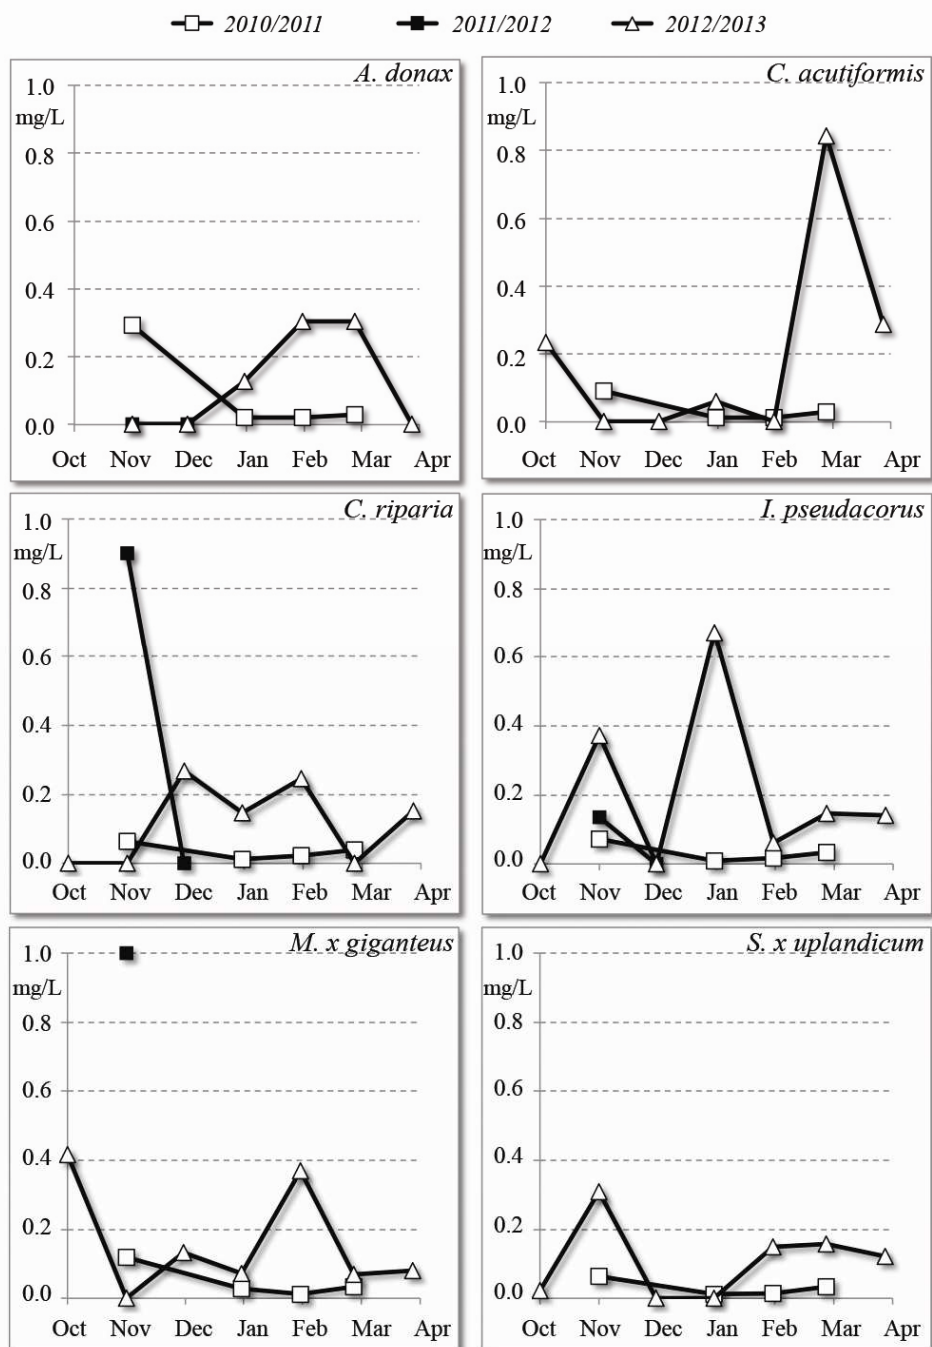 2010/2011 2011/2012 2012/2013
A. donax
1.0
mg/L
0.8
0.6
0.4
0.2
0.0
Oct Nov Dec Jan Feb Mar Apr
C. acutiformis
1.0
mg/L
0.8
0.6
0.4
0.2
0.0
Oct Nov Dec Jan Feb Mar Apr
C. riparia
1.0
mg/L
0.8
0.6
0.4
0.2
0.0
Oct Nov Dec Jan Feb Mar Apr
I. pseudacorus
1.0
mg/L
0.8
0.6
0.4
0.2
0.0
Oct Nov Dec Jan Feb Mar Apr
M. x giganteus
1.0
mg/L
0.8
0.6
0.4
0.2
0.0
Oct Nov Dec Jan Feb Mar Apr
S. x uplandicum
1.0
mg/L
0.8
0.6
0.4
0.2
0.0
Oct Nov Dec Jan Feb Mar Apr